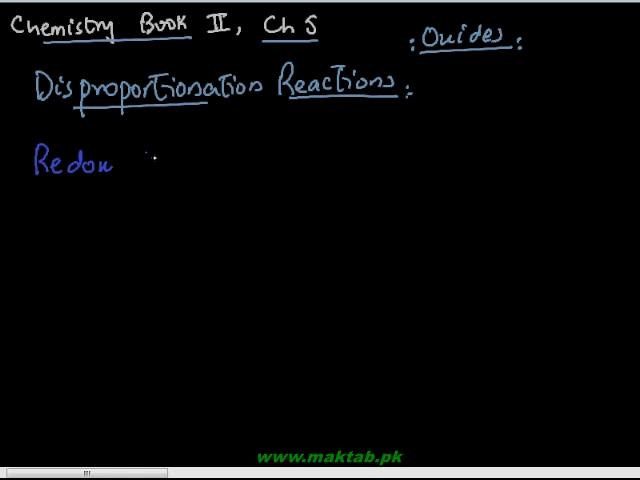 Chemistry Book II, Ch 5
: Oxides :
Disproportionation Reactions :
Redox
www.maktab.pk